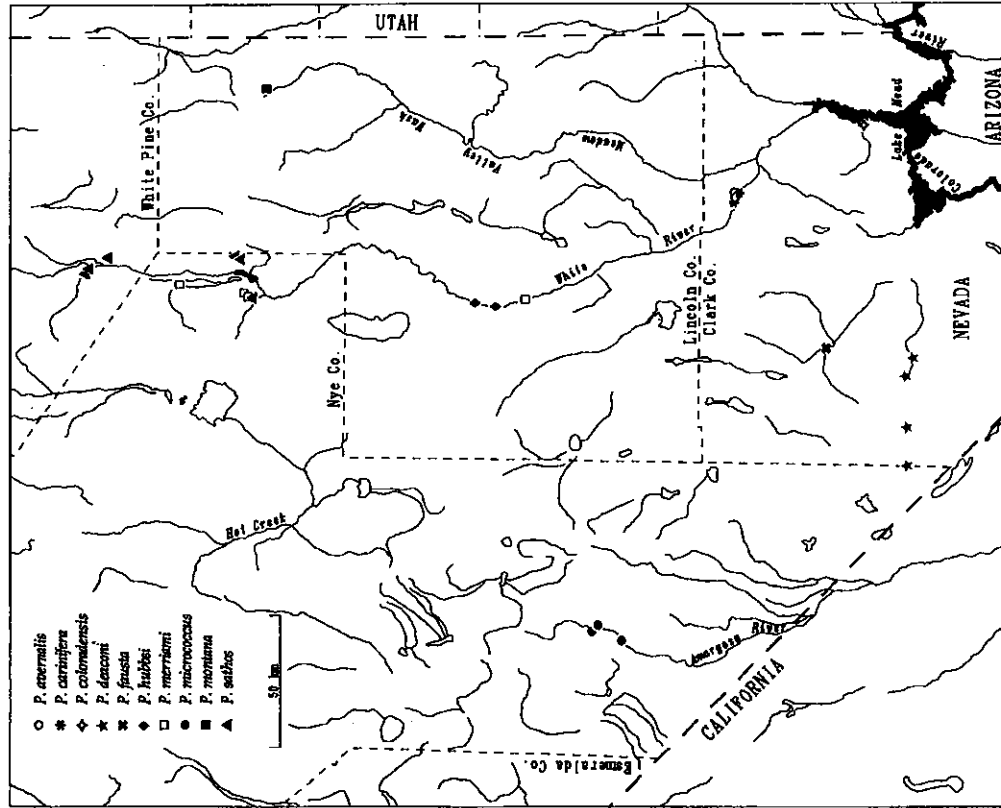 UTAH
White Pine Co.
Wash
Valley
Meadow
White
River
Lincoln Co.
Clark Co.
Nye Co.
Hot Creek
Lake Mead
Colorado
River
ARIZONA
NEVADA
Amargosa
River
CALIFORNIA
Esmeralda Co.
50 km
P. avernalis
P. carinifera
P. coloradensis
P. deaconi
P. fausta
P. hubbsi
P. merriami
P. micrococcus
P. montana
P. sathos